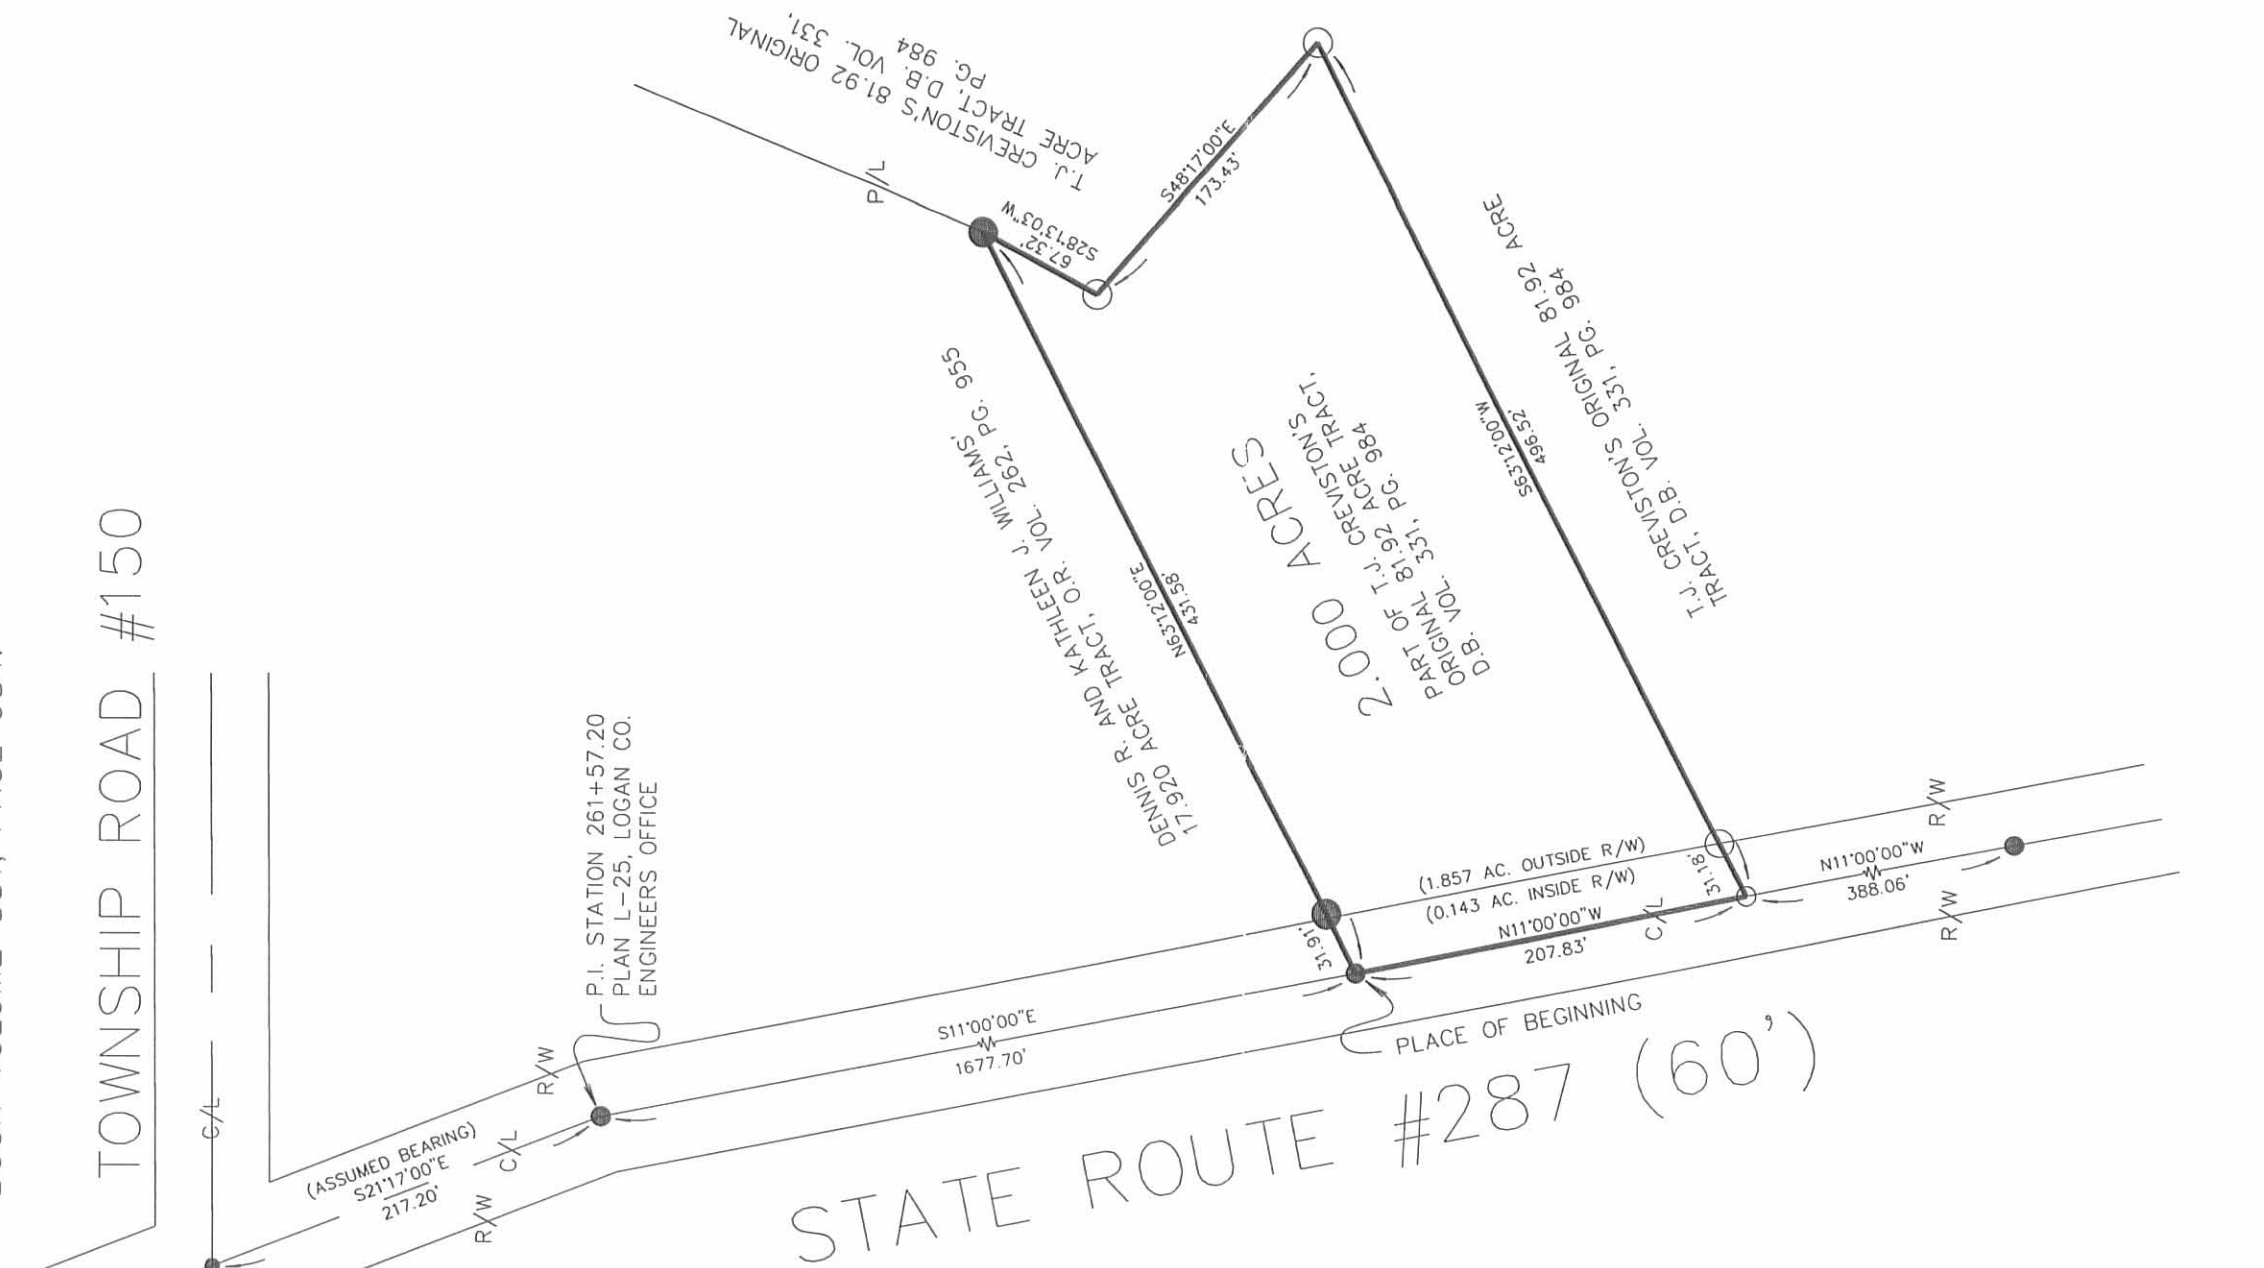 T.J. CREVISTON'S 81.92 ORIGINAL
ACRE TRACT, D.B. VOL. 331,
PG. 984
P/L
S28°13'03"W
67.32'
S48°17'00"E
173.43'
T.J. CREVISTON'S ORIGINAL 81.92 ACRE
TRACT, D.B. VOL. 331, PG. 984
S63°12'00"W
496.52'
DENNIS R. AND KATHLEEN J. WILLIAMS'
17.920 ACRE TRACT, O.R. VOL. 262, PG. 955
N63°12'00"E
431.58'
2.000 ACRES
PART OF T.J. CREVISTON'S
ORIGINAL 81.92 ACRE TRACT,
D.B. VOL. 331, PG. 984
TOWNSHIP ROAD #150
C/L
P.I. STATION 261+57.20
PLAN L-25, LOGAN CO.
ENGINEERS OFFICE
(1.857 AC. OUTSIDE R/W)
(0.143 AC. INSIDE R/W)
31.91'
31.18'
N11°00'00"W
207.83'
C/L
N11°00'00"W
388.06'
R/W
R/W
R/W
S11°00'00"E
1677.70'
PLACE OF BEGINNING
(ASSUMED BEARING)
S21°17'00"E
217.20'
C/L
R/W
STATE ROUTE #287 (60')